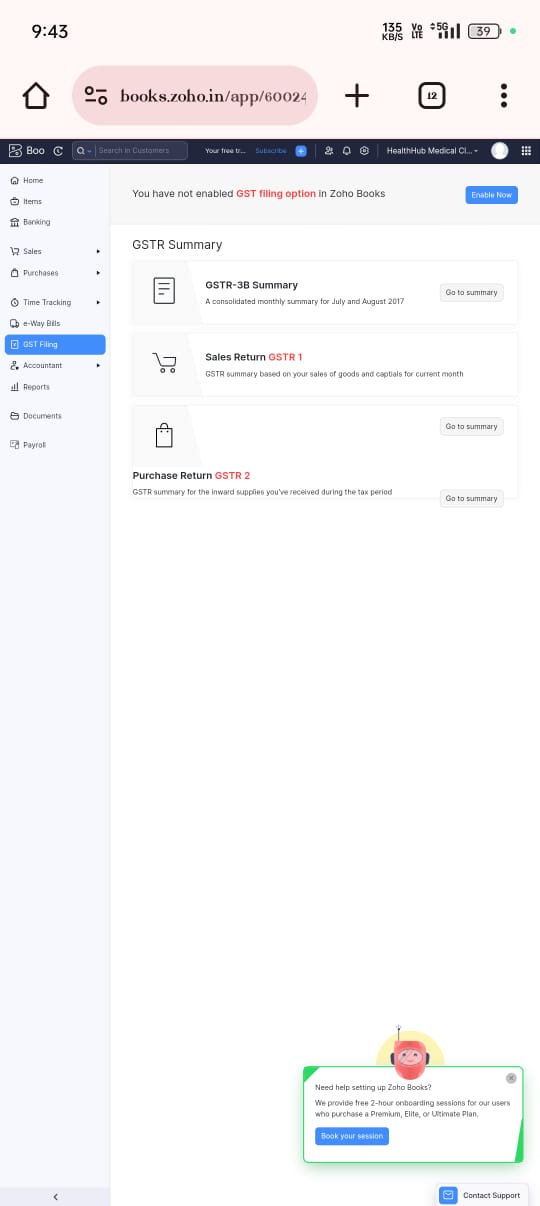 9:43
135 KB/S
Vo LTE
5G
39
books.zoho.in/app/60024
12
Boo
Search in Customers
Your free tr...
Subscribe
HealthHub Medical Cl...
Home
Items
Banking
Sales
Purchases
Time Tracking
e-Way Bills
GST Filing
Accountant
Reports
Documents
Payroll
You have not enabled GST filing option in Zoho Books
Enable Now
GSTR Summary
GSTR-3B Summary
A consolidated monthly summary for July and August 2017
Go to summary
Sales Return GSTR 1
GSTR summary based on your sales of goods and captials for current month
Go to summary
Purchase Return GSTR 2
GSTR summary for the inward supplies you've received during the tax period
Go to summary
Need help setting up Zoho Books?
We provide free 2-hour onboarding sessions for our users
who purchase a Premium, Elite, or Ultimate Plan.
Book your session
Contact Support